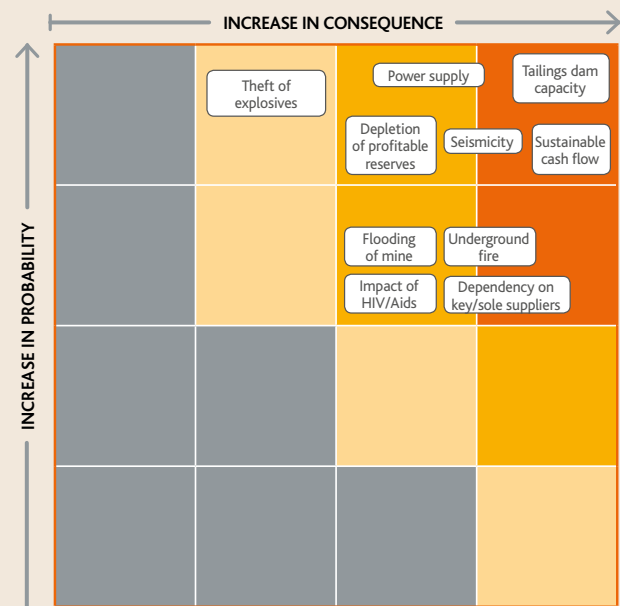 INCREASE IN CONSEQUENCE
INCREASE IN PROBABILITY
Theft of
explosives
Power supply
Tailings dam
capacity
Depletion
of profitable
reserves
Seismicity
Sustainable
cash flow
Flooding
of mine
Underground
fire
Impact of
HIV/Aids
Dependency on
key/sole suppliers